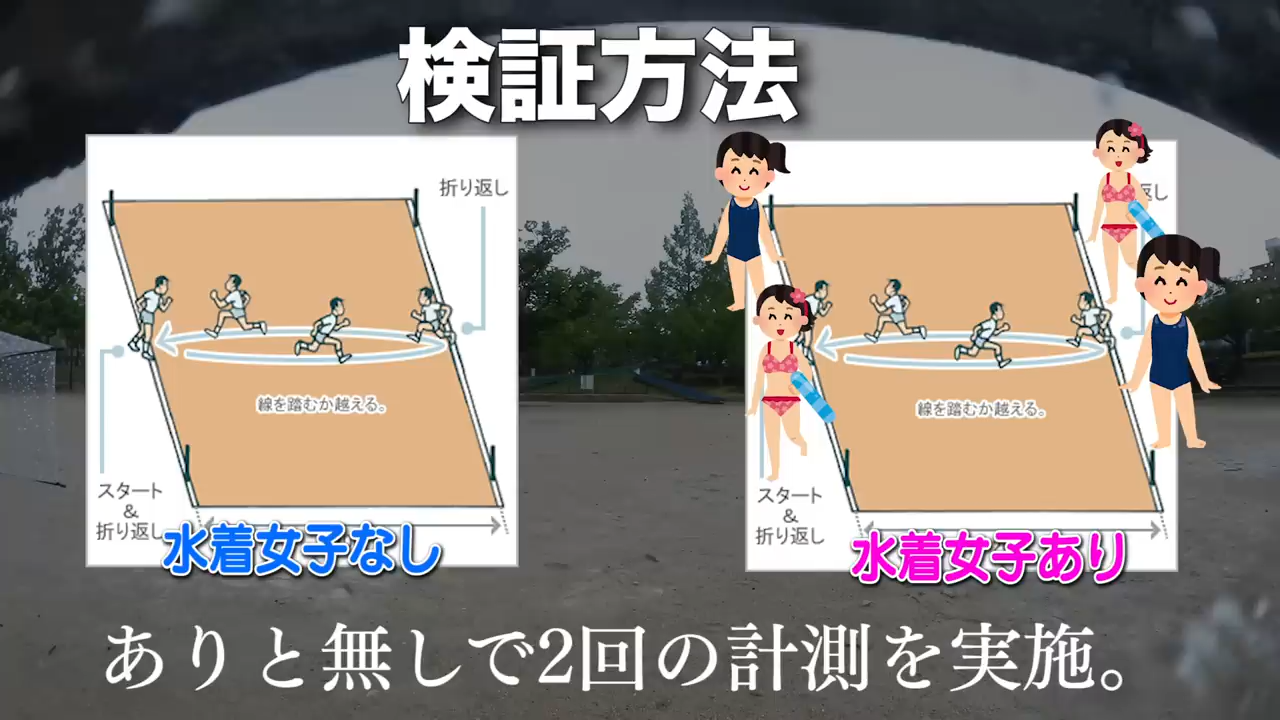 検証方法
折り返し
線を踏むか越える。
スタート
&
折り返し
水着女子なし
返し
線を踏むか越える。
スタート
&
折り返し
水着女子あり
ありと無しで2回の計測を実施。